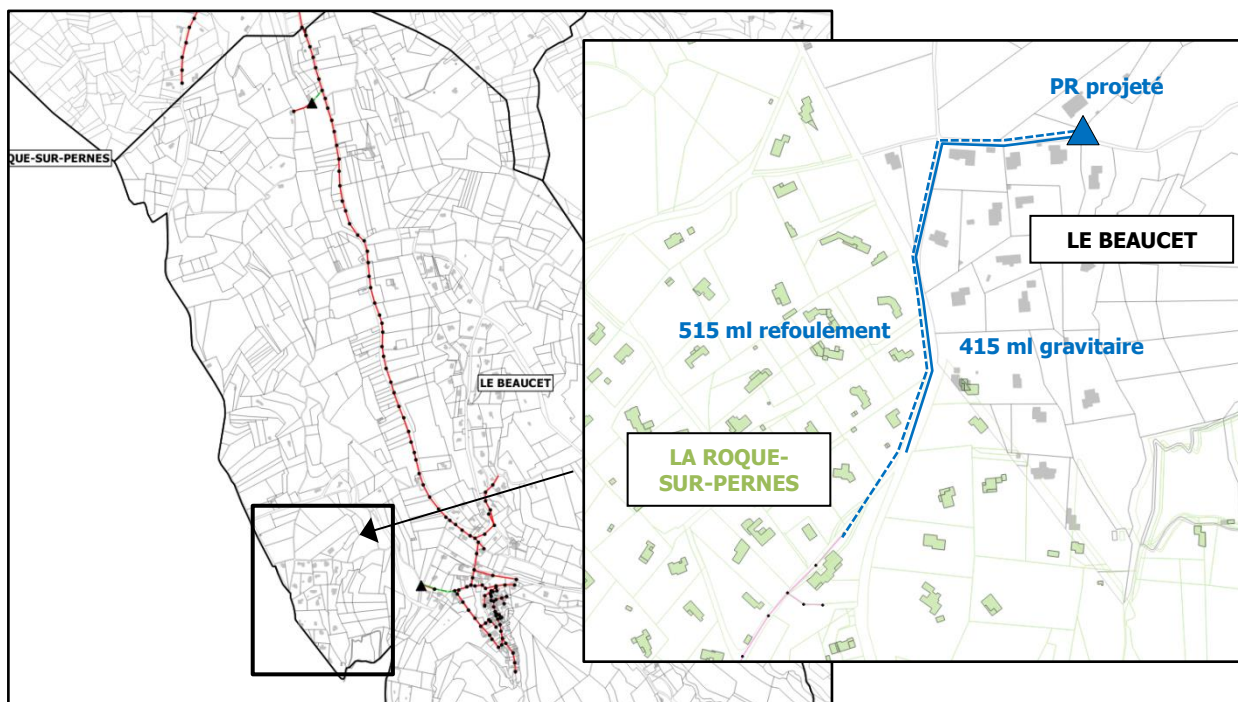 QUE-SUR-PERNES
LE BEAUCET
PR projeté
LE BEAUCET
515 ml refoulement
415 ml gravitaire
LA ROQUE-
SUR-PERNES